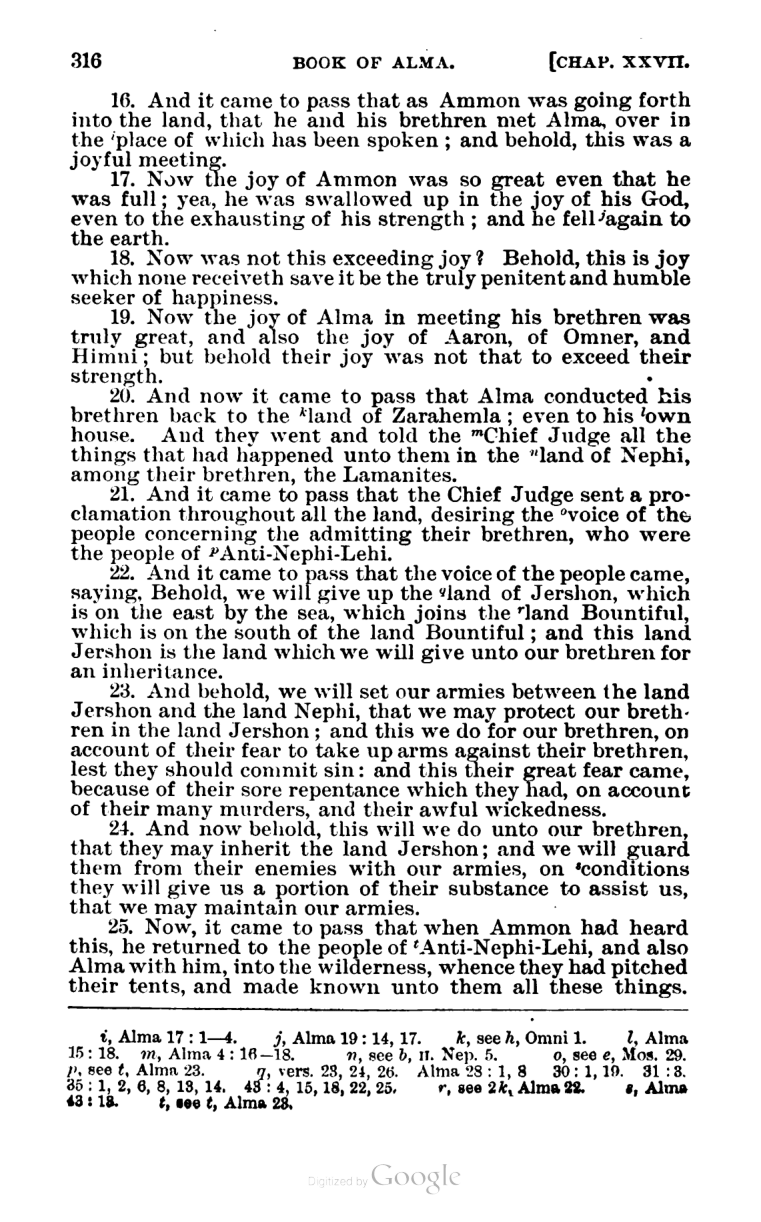 316 BOOK OF ALMA. [CHAP. XXVII.
16. And it came to pass that as Ammon was going forth
into the land, that he and his brethren met Alma, over in
the ⁱplace of which has been spoken ; and behold, this was a
joyful meeting.
17. Now the joy of Ammon was so great even that he
was full ; yea, he was swallowed up in the joy of his God,
even to the exhausting of his strength ; and he fell ʲagain to
the earth.
18. Now was not this exceeding joy ? Behold, this is joy
which none receiveth save it be the truly penitent and humble
seeker of happiness.
19. Now the joy of Alma in meeting his brethren was
truly great, and also the joy of Aaron, of Omner, and
Himni ; but behold their joy was not that to exceed their
strength.
20. And now it came to pass that Alma conducted his
brethren back to the ᵏland of Zarahemla ; even to his ˡown
house. And they went and told the ᵐChief Judge all the
things that had happened unto them in the ⁿland of Nephi,
among their brethren, the Lamanites.
21. And it came to pass that the Chief Judge sent a pro-
clamation throughout all the land, desiring the ᵒvoice of the
people concerning the admitting their brethren, who were
the people of ᵖAnti-Nephi-Lehi.
22. And it came to pass that the voice of the people came,
saying, Behold, we will give up the qland of Jershon, which
is on the east by the sea, which joins the ʳland Bountiful,
which is on the south of the land Bountiful ; and this land
Jershon is the land which we will give unto our brethren for
an inheritance.
23. And behold, we will set our armies between the land
Jershon and the land Nephi, that we may protect our breth-
ren in the land Jershon ; and this we do for our brethren, on
account of their fear to take up arms against their brethren,
lest they should commit sin : and this their great fear came,
because of their sore repentance which they had, on account
of their many murders, and their awful wickedness.
24. And now behold, this will we do unto our brethren,
that they may inherit the land Jershon ; and we will guard
them from their enemies with our armies, on ˢconditions
they will give us a portion of their substance to assist us,
that we may maintain our armies.
25. Now, it came to pass that when Ammon had heard
this, he returned to the people of ᵗAnti-Nephi-Lehi, and also
Alma with him, into the wilderness, whence they had pitched
their tents, and made known unto them all these things.
i, Alma 17 : 1—4. j, Alma 19 : 14, 17. k, see h, Omni 1. l, Alma
15 : 18. m, Alma 4 : 16—18. n, see b, II. Nep. 5. o, see e, Mos. 29.
p, see t, Alma 23. q, vers. 23, 24, 26. Alma 28 : 1, 8 30 : 1, 19. 31 : 3.
35 : 1, 2, 6, 8, 13, 14. 43 : 4, 15, 18, 22, 25. r, see 2k, Alma 22. s, Alma
43 : 13. t, see t, Alma 23.
Digitized by Google